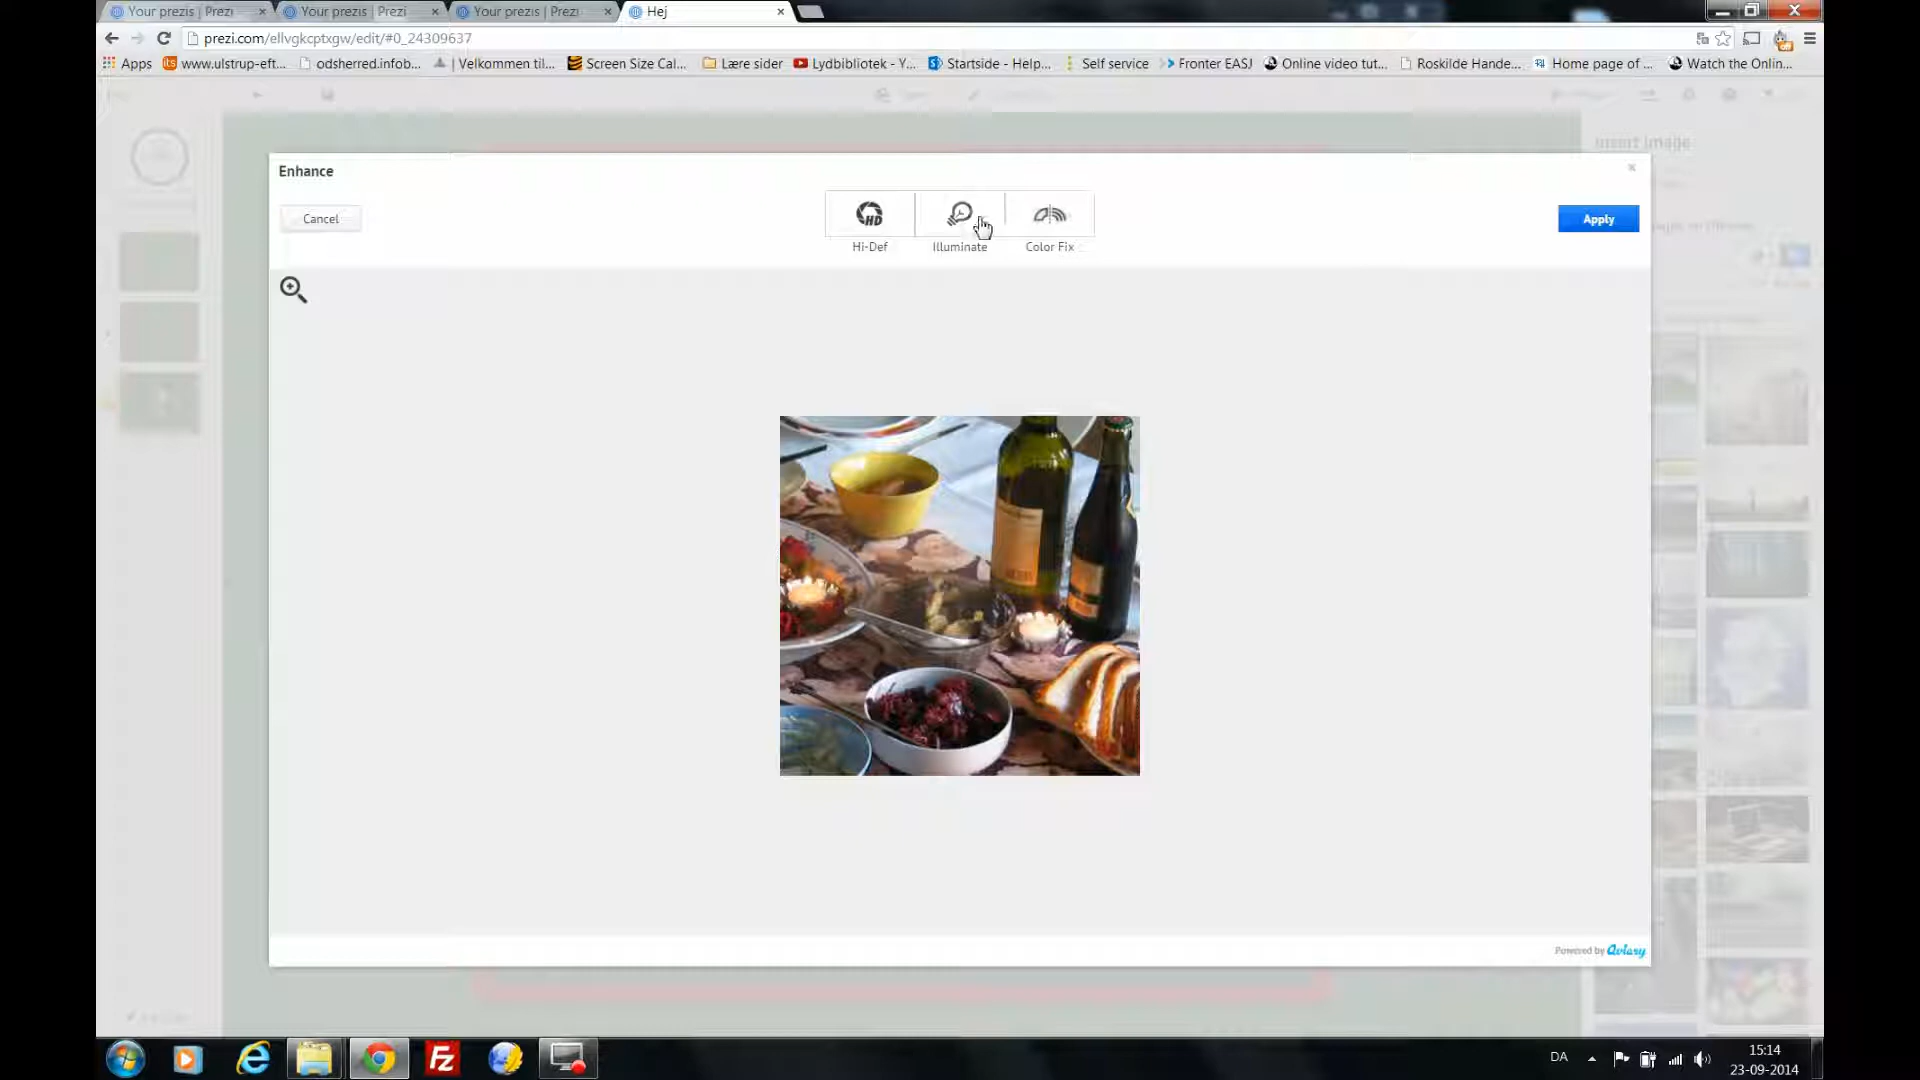 Your prezis | Prezi
Your prezis | Prezi
Your prezis | Prezi
Hej
prezi.com/ellvgkcptxgw/edit/#0_24309637
Apps
www.ulstrup-eft...
odsherred.infob...
| Velkommen til...
Screen Size Cal...
Lære sider
Lydbibliotek - Y...
Startside - Help...
Self service
Fronter EASJ
Online video tut...
Roskilde Hande...
Home page of ...
Watch the Onlin...
Insert Image
Enhance
Cancel
HD
Hi-Def
Illuminate
Color Fix
Apply
Powered by Aviary
DA
15:14
23-09-2014